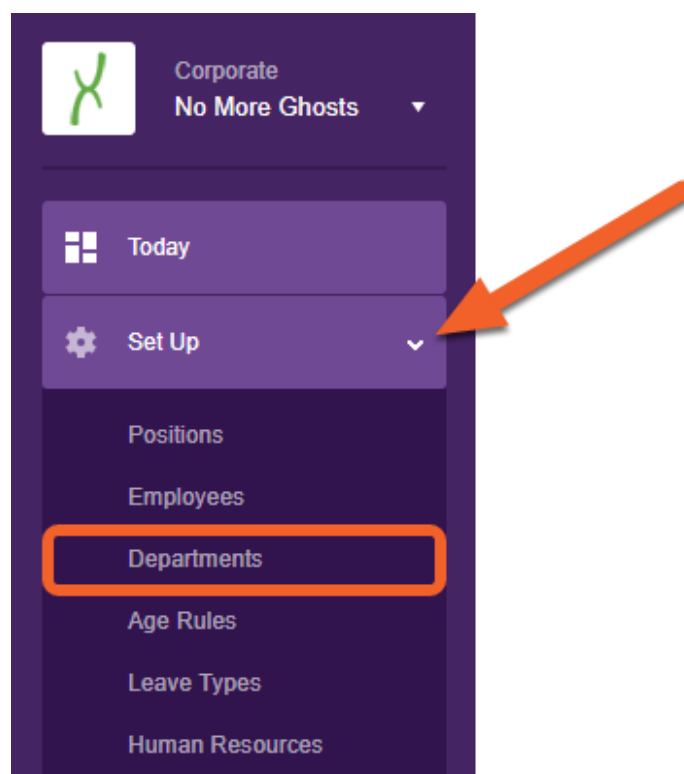 Corporate
No More Ghosts
Today
Set Up
Positions
Employees
Departments
Age Rules
Leave Types
Human Resources